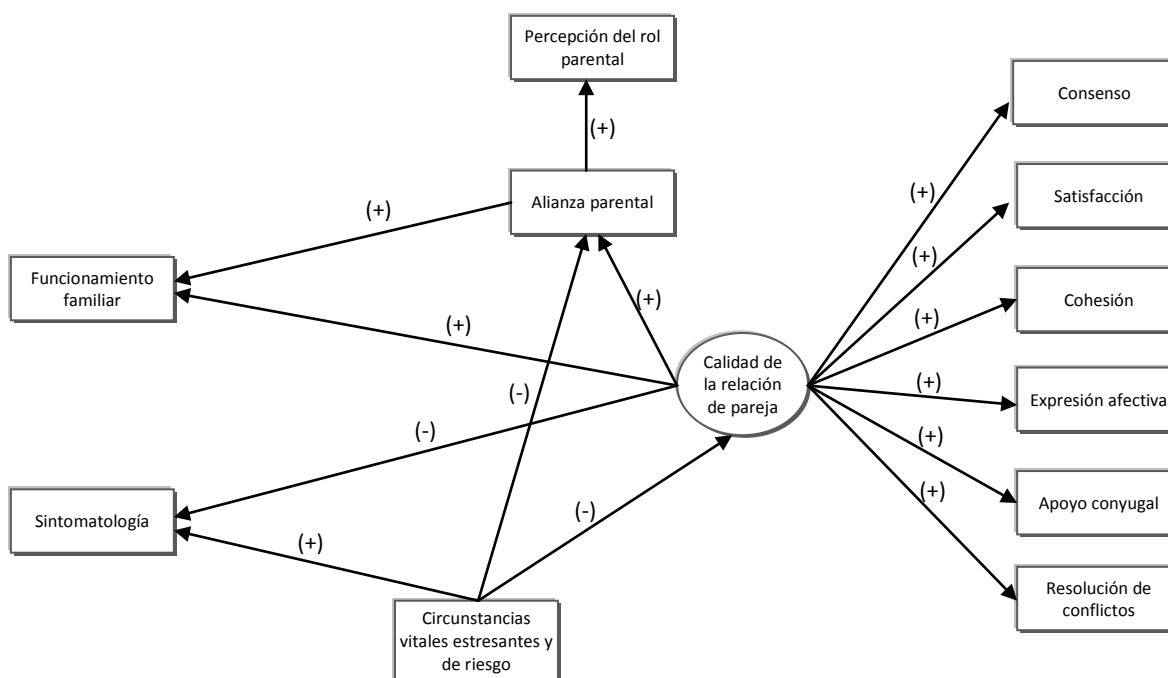 Percepción del rol
parental
(+)
Alianza parental
(+)
Funcionamiento
familiar
(+)
(+)
Calidad de
la relación
de pareja
(-)
(-)
Sintomatología
(+)
(-)
Circunstancias
vitales estresantes y
de riesgo
Consenso
(+)
Satisfacción
(+)
Cohesión
(+)
Expresión afectiva
(+)
Apoyo conyugal
(+)
Resolución de
conflictos
(+)